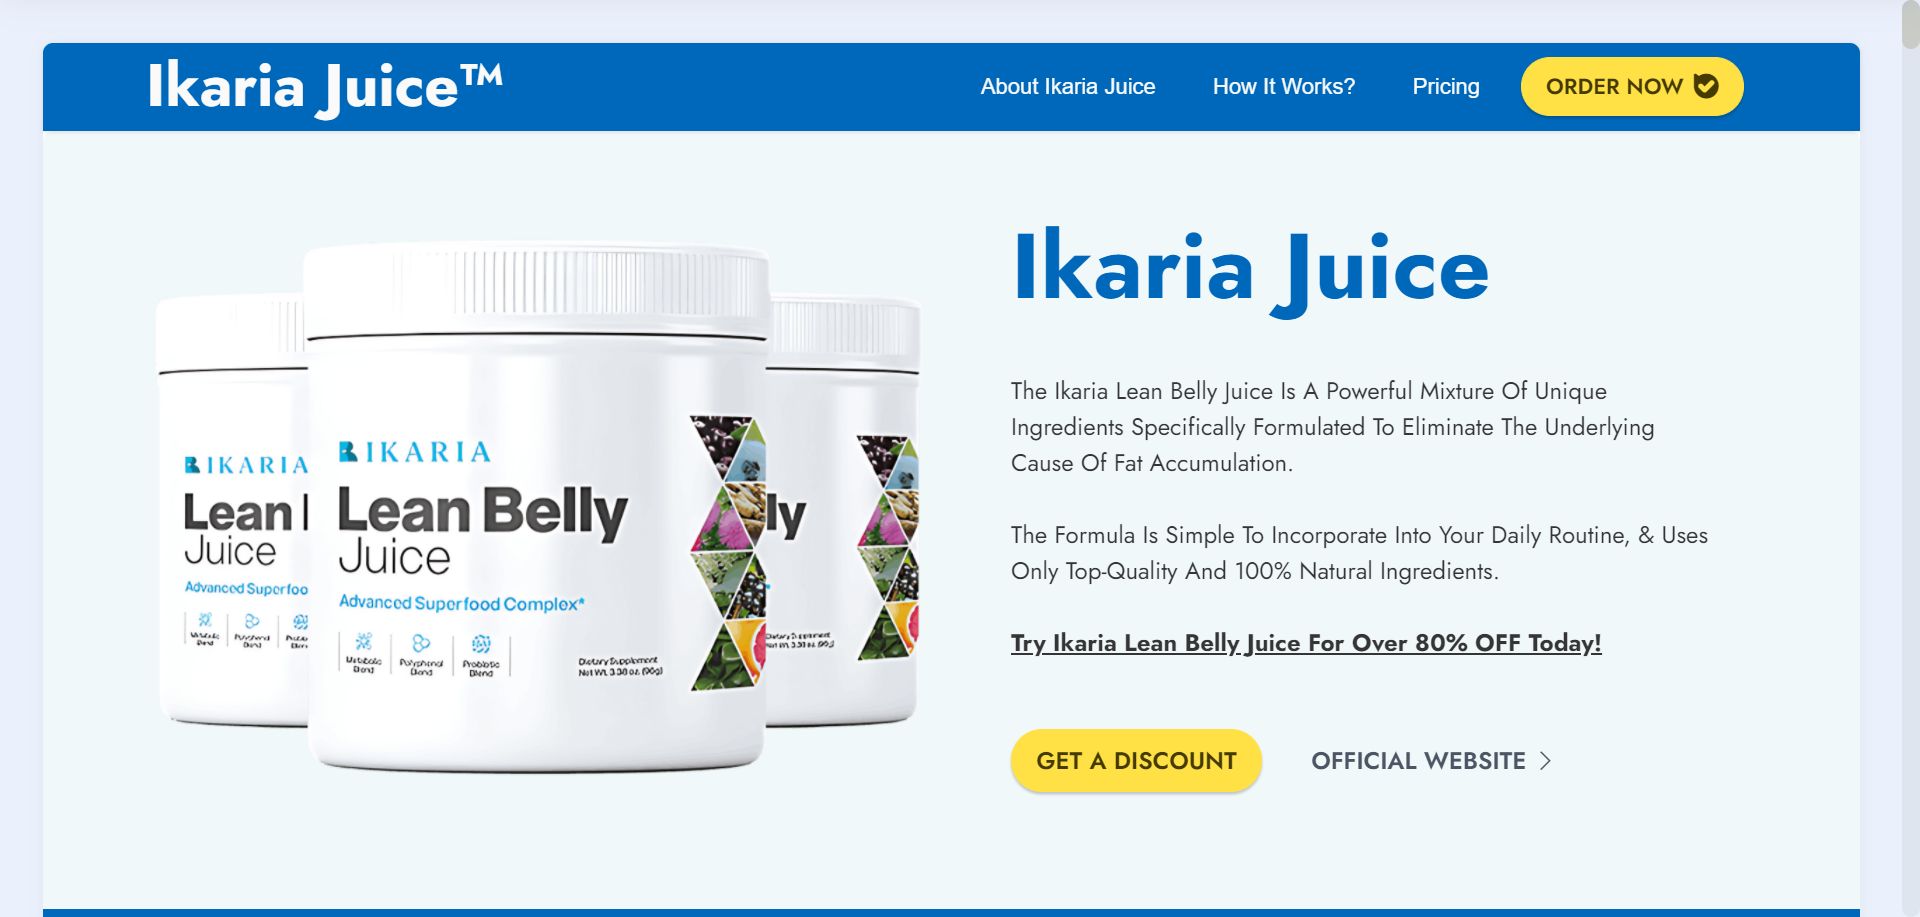 Ikaria Juice™
About Ikaria Juice
How It Works?
Pricing
ORDER NOW
IKARIA
Lean
Juice
Advanced Superfoo
IKARIA
Lean Belly
Juice
Advanced Superfood Complex*
Metabolic Blend
Polyphenol Blend
Probiotic Blend
Dietary Supplement
Net Wt. 3.38 oz. (96g)
ly
Dietary Supplement
Ikaria Juice
The Ikaria Lean Belly Juice Is A Powerful Mixture Of Unique
Ingredients Specifically Formulated To Eliminate The Underlying
Cause Of Fat Accumulation.
The Formula Is Simple To Incorporate Into Your Daily Routine, & Uses
Only Top-Quality And 100% Natural Ingredients.
Try Ikaria Lean Belly Juice For Over 80% OFF Today!
GET A DISCOUNT
OFFICIAL WEBSITE